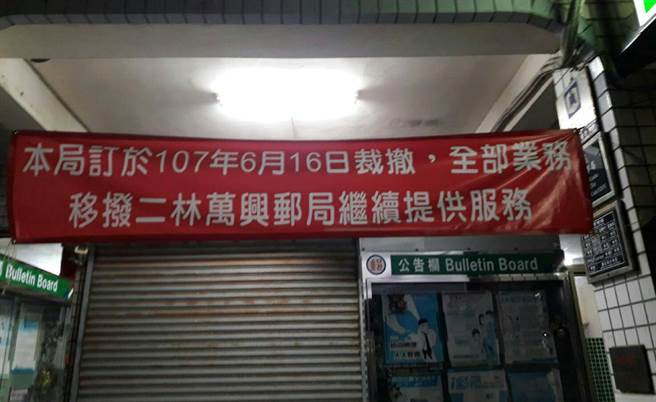 本局訂於107年6月16日裁撤，全部業務
移撥二林萬興郵局繼續提供服務
欄 Bulletin Board
公告欄 Bulletin Board